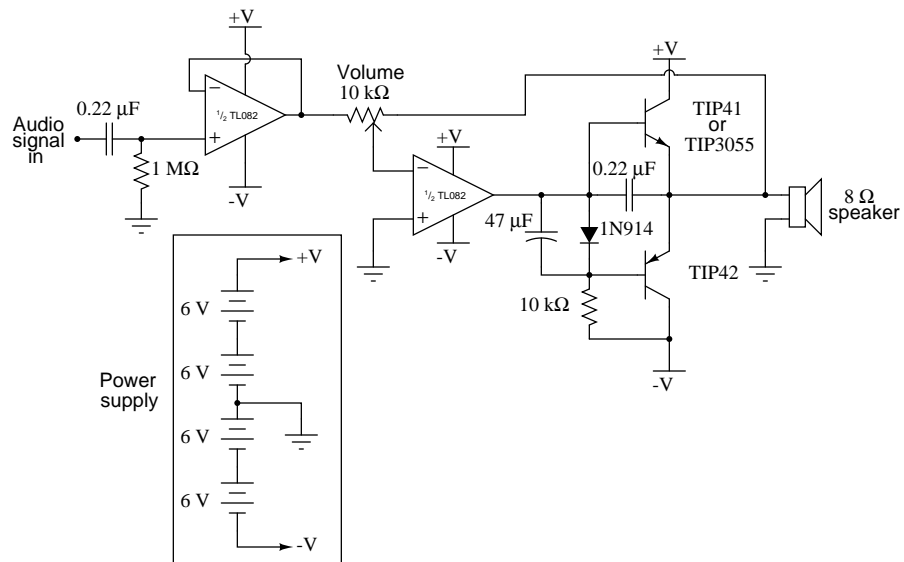 +V
Volume
10 kΩ
+V
0.22 μF
−
½ TL082
+
TIP41
or
TIP3055
Audio
signal
in
1 MΩ
-V
+V
−
½ TL082
+
0.22 μF
8 Ω
speaker
47 μF
1N914
-V
+V
TIP42
6 V
10 kΩ
6 V
Power
supply
-V
6 V
6 V
-V